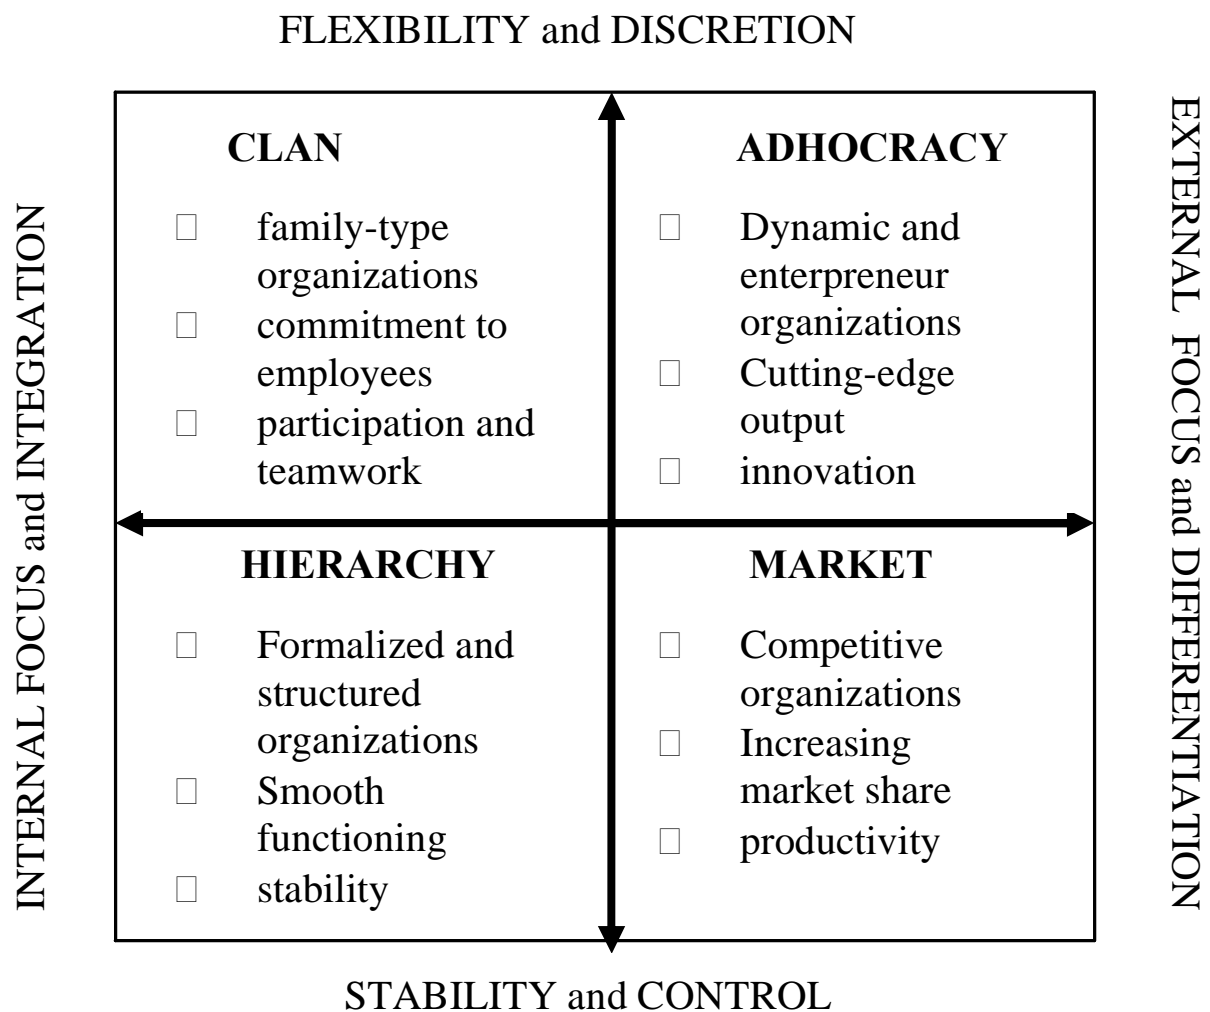 FLEXIBILITY and DISCRETION
INTERNAL FOCUS and INTEGRATION
EXTERNAL FOCUS and DIFFERENTIATION
CLAN
□ family-type
organizations
□ commitment to
employees
□ participation and
teamwork
ADHOCRACY
□ Dynamic and
enterpreneur
organizations
□ Cutting-edge
output
□ innovation
HIERARCHY
□ Formalized and
structured
organizations
□ Smooth
functioning
□ stability
MARKET
□ Competitive
organizations
□ Increasing
market share
□ productivity
STABILITY and CONTROL